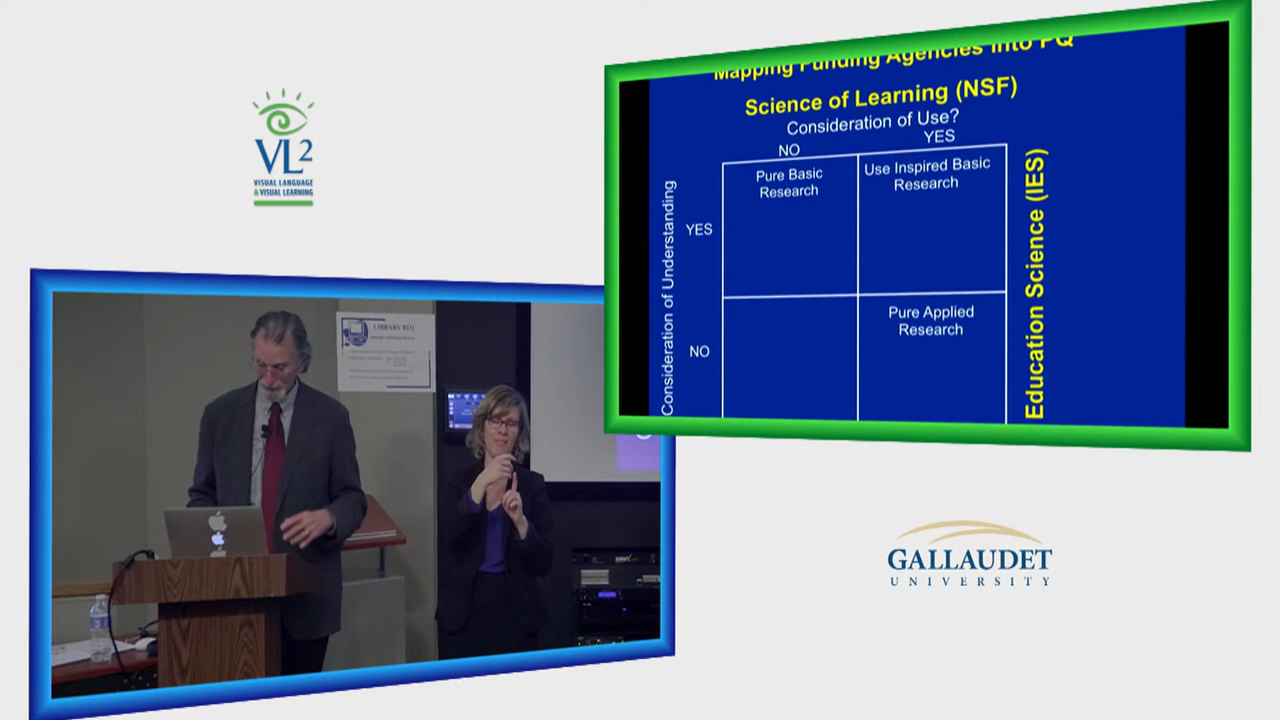 VL2
VISUAL LANGUAGE
& VISUAL LEARNING
Mapping Funding Agencies into PQ
Science of Learning (NSF)
Consideration of Use?
NO
YES
Consideration of Understanding
YES
NO
Pure Basic
Research
Use Inspired Basic
Research
Pure Applied
Research
Education Science (IES)
LIBRARY B111
GALLAUDET
UNIVERSITY